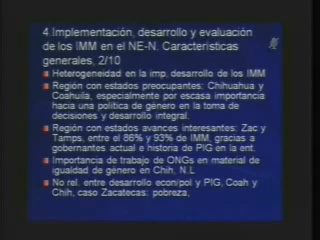 4.Implementación, desarrollo y evaluación
de los IMM en el NE-N. Características
generales, 2/10
Heterogeneidad en la imp, desarrollo de los IMM
Región con estados preocupantes: Chihuahua y
Coahuila, especialmente por escasa importancia
hacia una política de género en la toma de
decisiones y desarrollo integral.
Región con estados avances interesantes: Zac y
Tamps, entre el 86% y 93% de IMM, gracias a
gobernantes actual e historia de PIG en la ent.
Importancia de trabajo de ONGs en material de
igualdad de género en Chih, N.L
No rel. entre desarrollo econ/pol y PIG, Coah y
Chih, caso Zacatecas: pobreza,